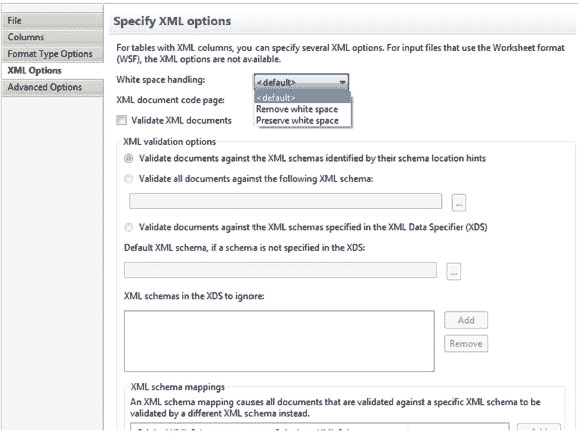 File
Columns
Format Type Options
XML Options
Advanced Options
Specify XML options
For tables with XML columns, you can specify several XML options. For input files that use the Worksheet format
(WSF), the XML options are not available.
White space handling:
<default>
XML document code page:
<default>
Remove white space
Preserve white space
Validate XML documents
XML validation options
Validate documents against the XML schemas identified by their schema location hints
Validate all documents against the following XML schema:
...
Validate documents against the XML schemas specified in the XML Data Specifier (XDS)
Default XML schema, if a schema is not specified in the XDS:
...
XML schemas in the XDS to ignore:
Add
Remove
XML schema mappings
An XML schema mapping causes all documents that are validated against a specific XML schema to be
validated by a different XML schema instead.